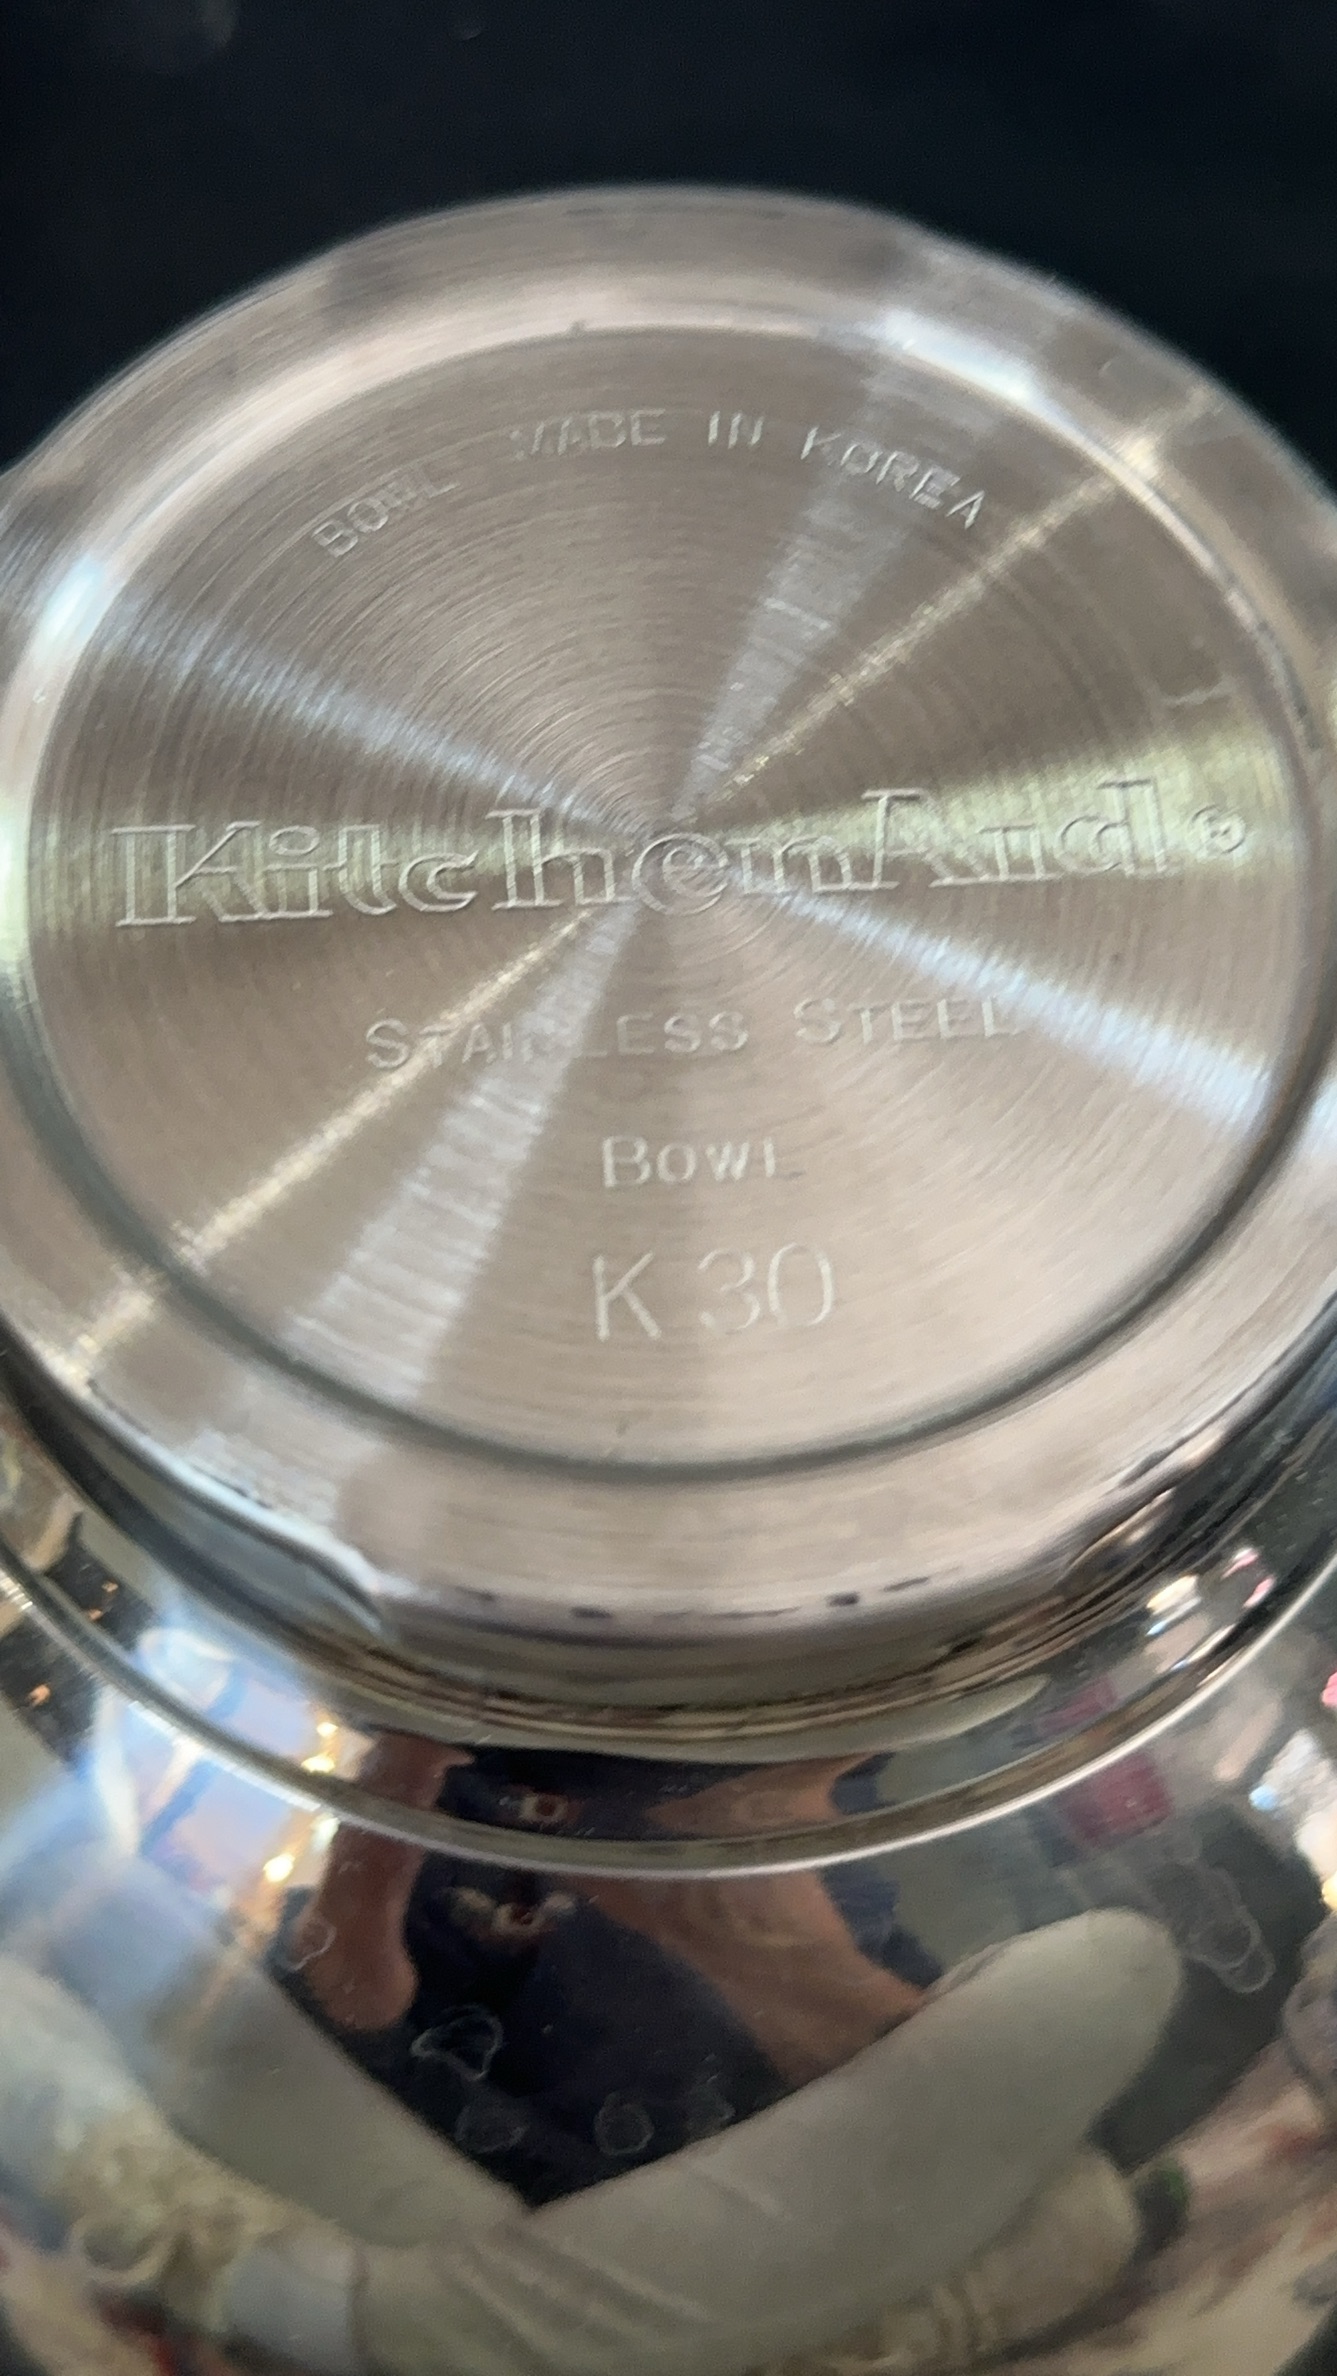 BOWL MADE IN KOREA
KitchenAid®
STAINLESS STEEL
BOWL
K 30